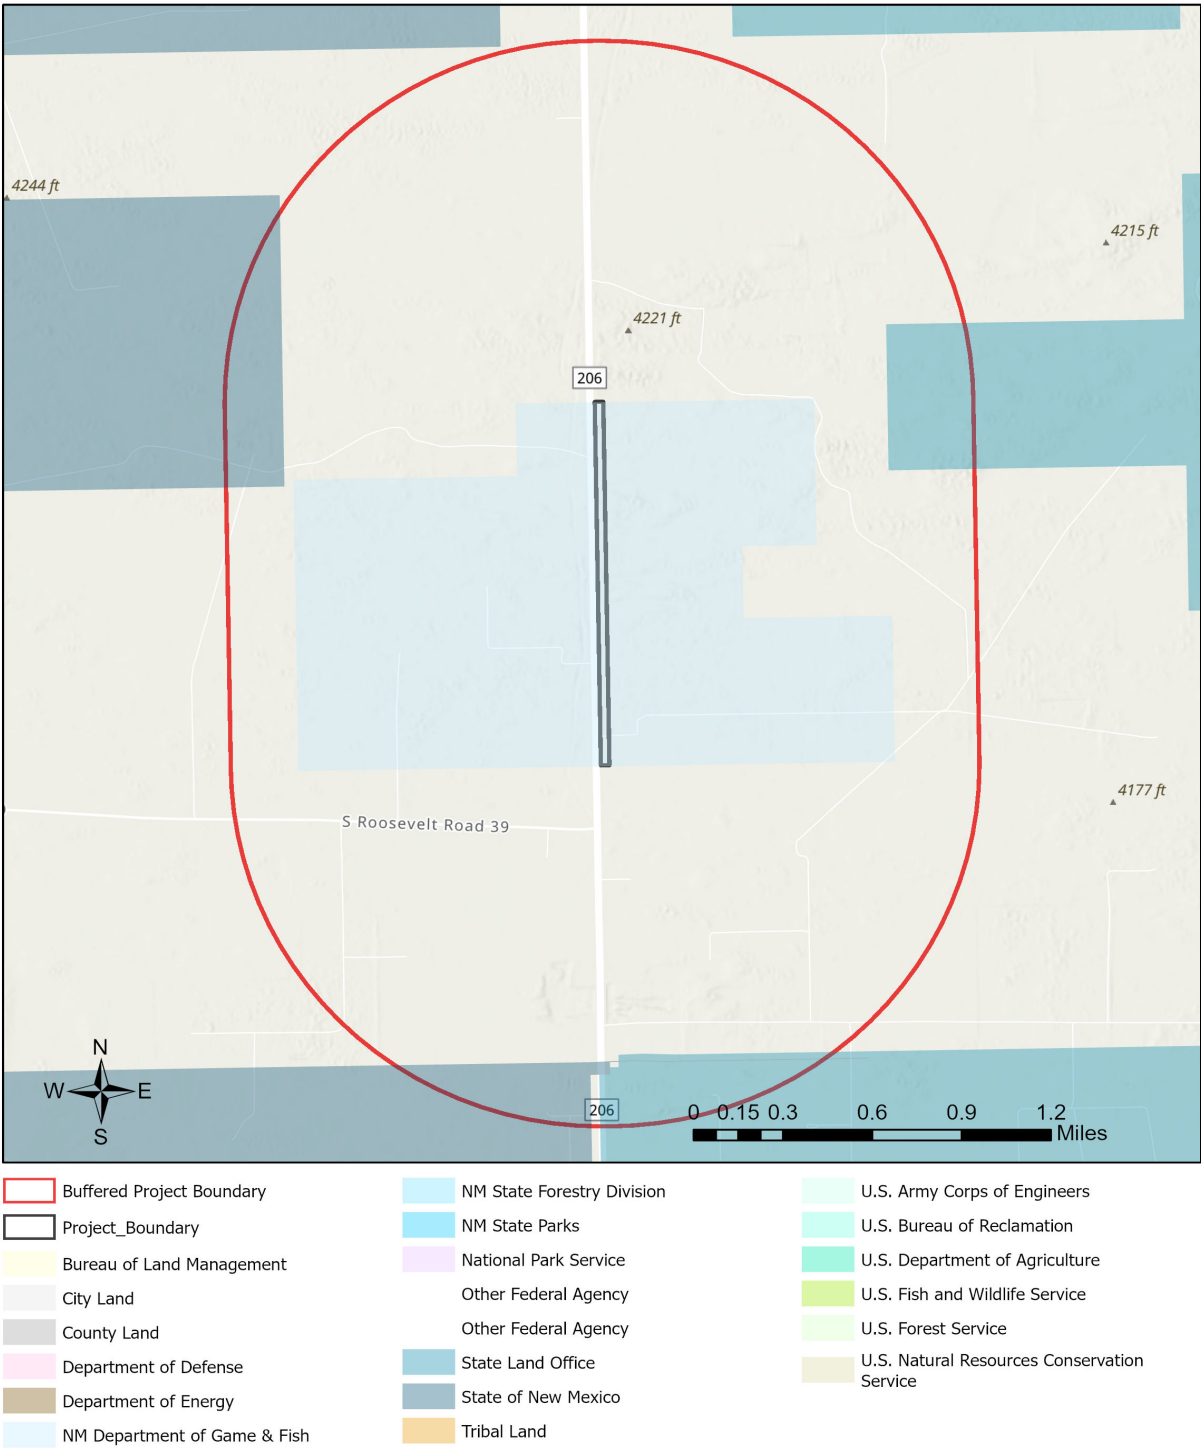 4244 ft
4215 ft
4221 ft
206
4177 ft
S Roosevelt Road 39
N
W E
S
206
0 0.15 0.3 0.6 0.9 1.2
Miles
Buffered Project Boundary
Project_Boundary
Bureau of Land Management
City Land
County Land
Department of Defense
Department of Energy
NM Department of Game & Fish
NM State Forestry Division
NM State Parks
National Park Service
Other Federal Agency
Other Federal Agency
State Land Office
State of New Mexico
Tribal Land
U.S. Army Corps of Engineers
U.S. Bureau of Reclamation
U.S. Department of Agriculture
U.S. Fish and Wildlife Service
U.S. Forest Service
U.S. Natural Resources Conservation
Service